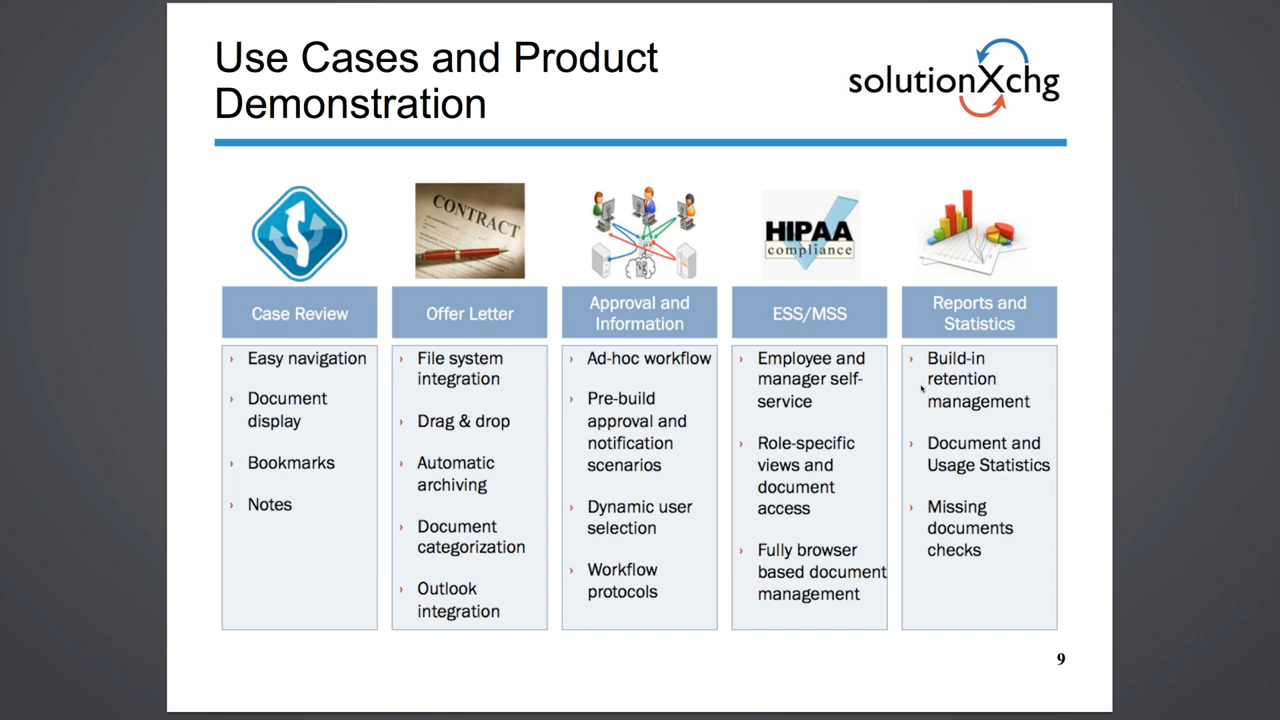 Use Cases and Product
Demonstration
solutionXchg
CONTRACT
HIPAA
compliance
Case Review
Offer Letter
Approval and
Information
ESS/MSS
Reports and
Statistics
› Easy navigation
› Document
display
› Bookmarks
› Notes
› File system
integration
› Drag & drop
› Automatic
archiving
› Document
categorization
› Outlook
integration
› Ad-hoc workflow
› Pre-build
approval and
notification
scenarios
› Dynamic user
selection
› Workflow
protocols
› Employee and
manager self-
service
› Role-specific
views and
document
access
› Fully browser
based document
management
› Build-in
retention
management
› Document and
Usage Statistics
› Missing
documents
checks
9